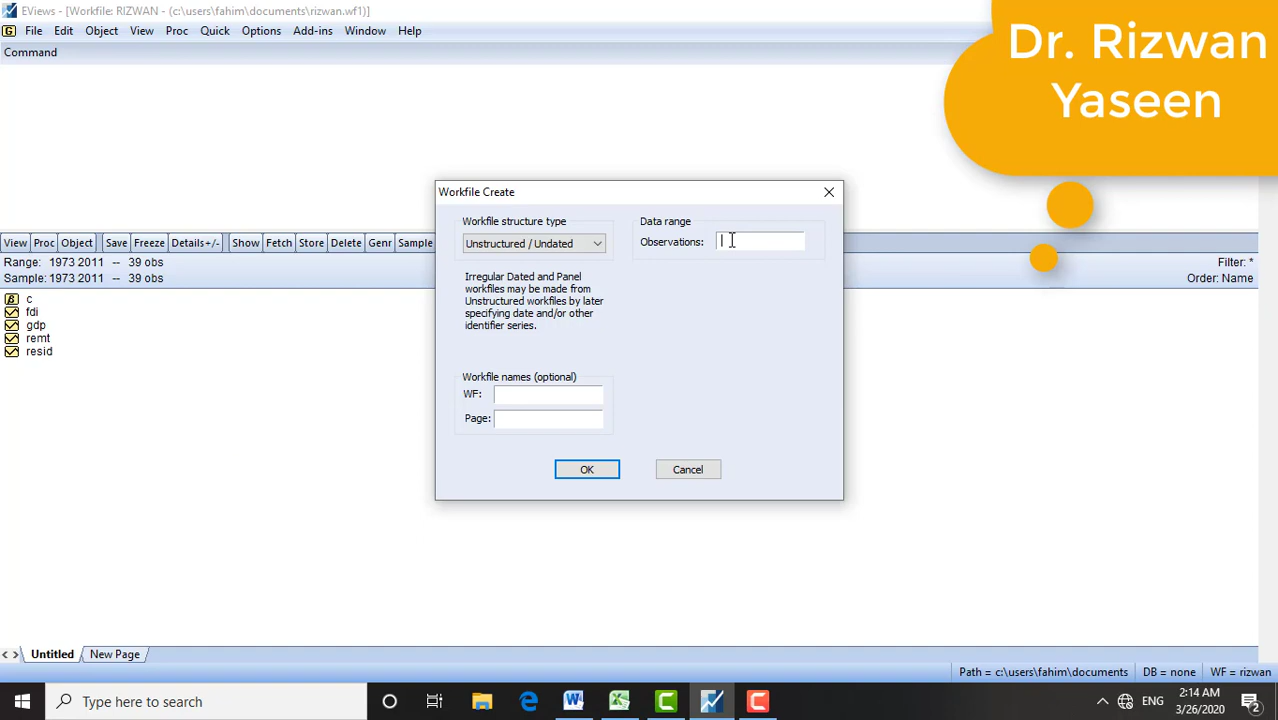 EViews - [Workfile: RIZWAN - (c:\users\fahim\documents\rizwan.wf1)]
File Edit Object View Proc Quick Options Add-ins Window Help
Command
Dr. Rizwan
Yaseen
Workfile Create
Workfile structure type
Unstructured / Undated
Data range
Observations:
Irregular Dated and Panel
workfiles may be made from
Unstructured workfiles by later
specifying date and/or other
identifier series.
Workfile names (optional)
WF:
Page:
OK Cancel
View Proc Object Save Freeze Details+/- Show Fetch Store Delete Genr Sample
Range: 1973 2011 -- 39 obs
Filter: *
Sample: 1973 2011 -- 39 obs
Order: Name
c
fdi
gdp
remt
resid
Untitled New Page
Path = c:\users\fahim\documents DB = none WF = rizwan
Type here to search
ENG
2:14 AM
3/26/2020
2